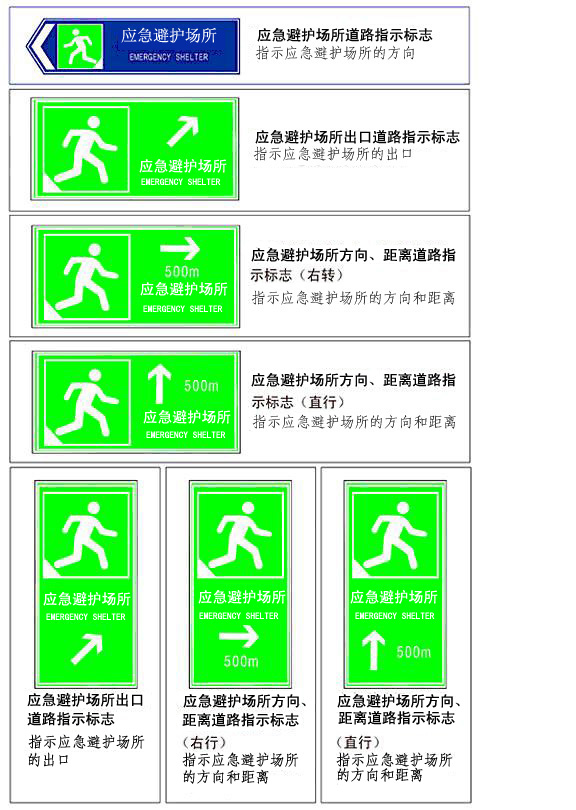 应急避护场所
EMERGENCY SHELTER
应急避护场所道路指示标志
指示应急避护场所的方向
应急避护场所
EMERGENCY SHELTER
应急避护场所出口道路指示标志
指示应急避护场所的出口
500m
应急避护场所
EMERGENCY SHELTER
应急避护场所方向、距离道路指
示标志（右转）
指示应急避护场所的方向和距离
500m
应急避护场所
EMERGENCY SHELTER
应急避护场所方向、距离道路指
示标志（直行）
指示应急避护场所的方向和距离
应急避护场所
EMERGENCY SHELTER
应急避护场所出口
道路指示标志
指示应急避护场所
的出口
应急避护场所
EMERGENCY SHELTER
500m
应急避护场所方向、
距离道路指示标志
（右行）
指示应急避护场所
的方向和距离
应急避护场所
EMERGENCY SHELTER
500m
应急避护场所方向、
距离道路指示标志
（直行）
指示应急避护场所
的方向和距离